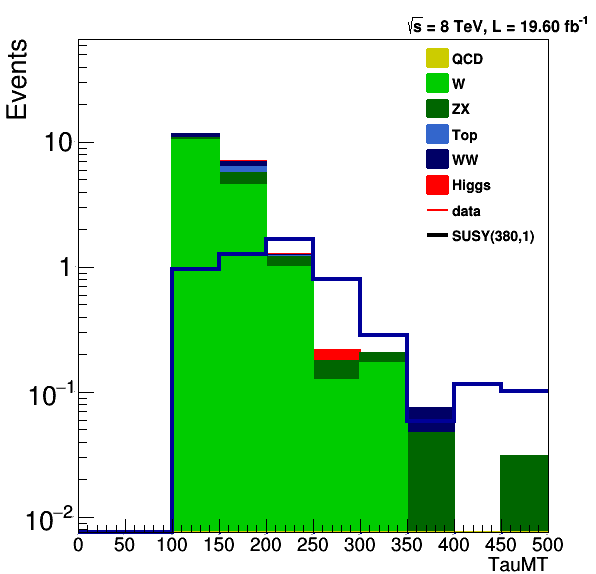 √s = 8 TeV, L = 19.60 fb⁻¹
Events
QCD
W
ZX
Top
WW
Higgs
data
SUSY(380,1)
10
1
10⁻¹
10⁻²
0 50 100 150 200 250 300 350 400 450 500
TauMT